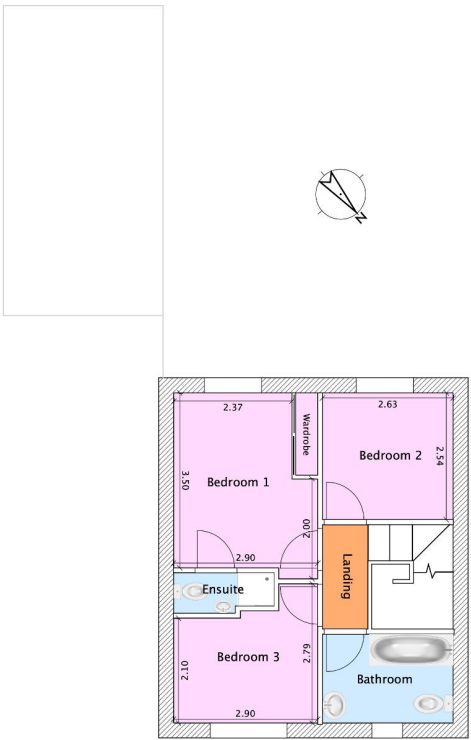 N
2.37
Wardrobe
2.63
Bedroom 2
2.54
3.50
Bedroom 1
2.00
2.90
Landing
Ensuite
Bedroom 3
2.79
2.10
Bathroom
2.90